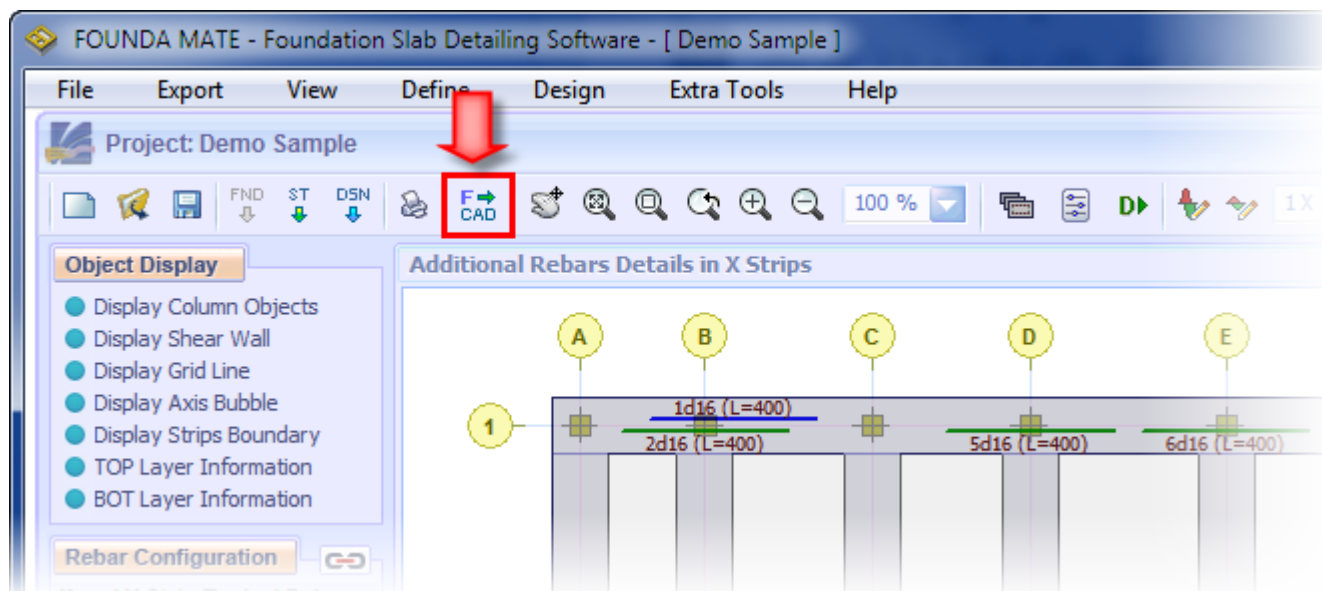 FOUNDA MATE - Foundation Slab Detailing Software - [ Demo Sample ]
File Export View Define Design Extra Tools Help
Project: Demo Sample
FND ST DSN F CAD 100 % D 1X
Object Display
Additional Rebars Details in X Strips
Display Column Objects
Display Shear Wall
Display Grid Line
Display Axis Bubble
Display Strips Boundary
TOP Layer Information
BOT Layer Information
Rebar Configuration
A B C D E
1
1d16 (L=400)
2d16 (L=400) 5d16 (L=400) 6d16 (L=400)